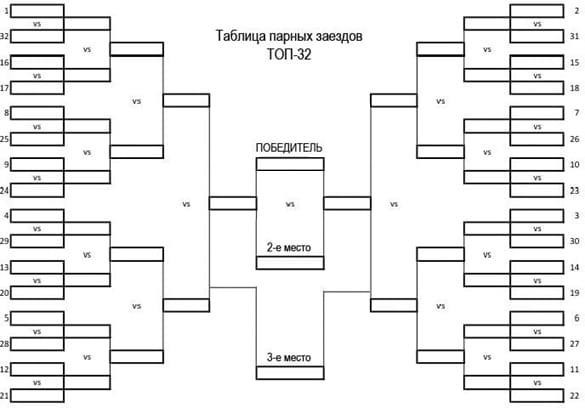 Таблица парных заездов
ТОП-32
1 2
vs vs
32 31
vs vs
16 15
vs vs
17 18
vs vs
8 7
vs vs
25 26
ПОБЕДИТЕЛЬ
vs vs
9 10
vs vs
24 23
vs vs vs
4 3
vs vs
29 30
2-е место
vs vs
13 14
vs vs
20 19
vs vs
5 6
vs vs
28 27
3-е место
vs vs
12 11
vs vs
21 22